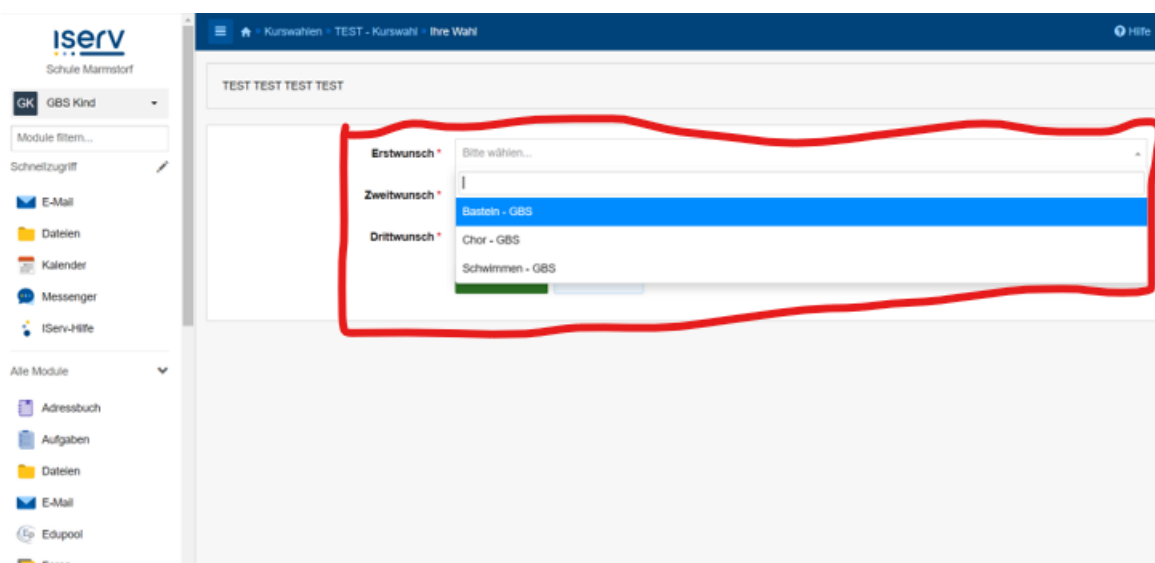 IServ
Schule Marmstorf
GK GBS Kind
Module filtern...
Schnellzugriff
E-Mail
Dateien
Kalender
Messenger
IServ-Hilfe
Alle Module
Adressbuch
Aufgaben
Dateien
E-Mail
Edupool
Kurswahlen TEST - Kurswahl Ihre Wahl
Hilfe
TEST TEST TEST TEST
Erstwunsch * Bitte wählen...
Zweitwunsch *
Basteln - GBS
Drittwunsch *
Chor - GBS
Schwimmen - GBS